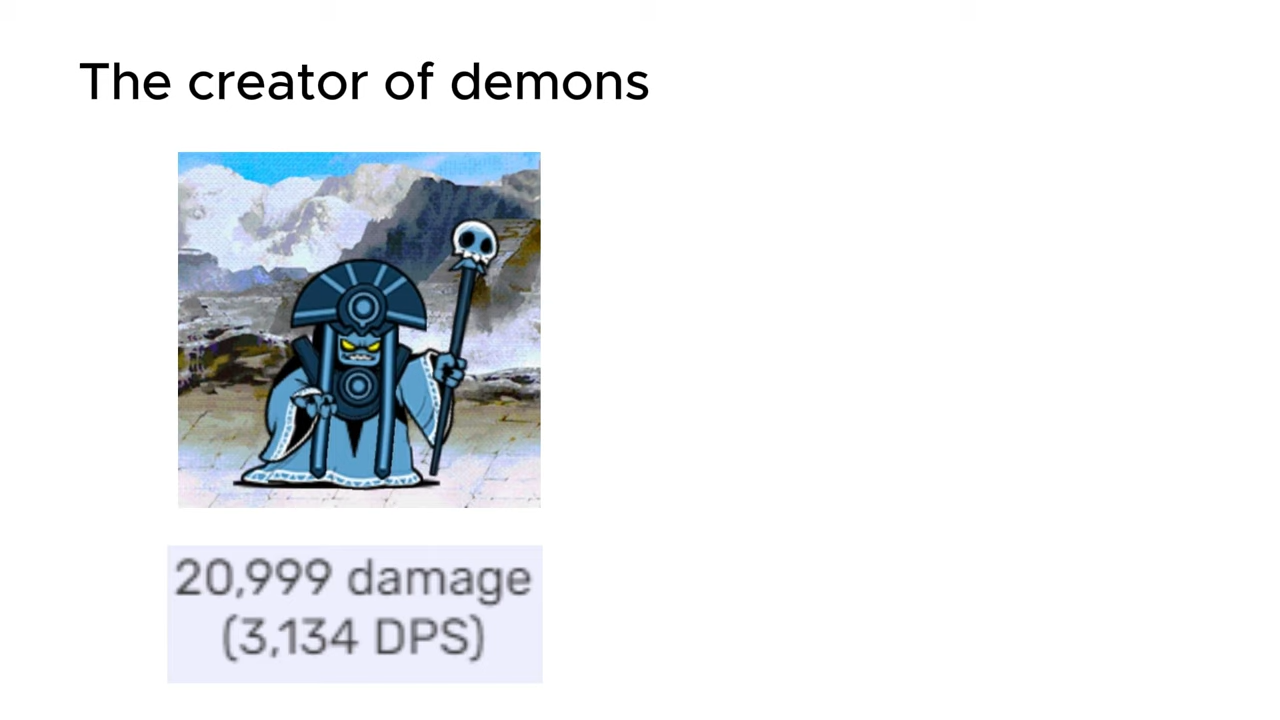 The creator of demons
20,999 damage
(3,134 DPS)